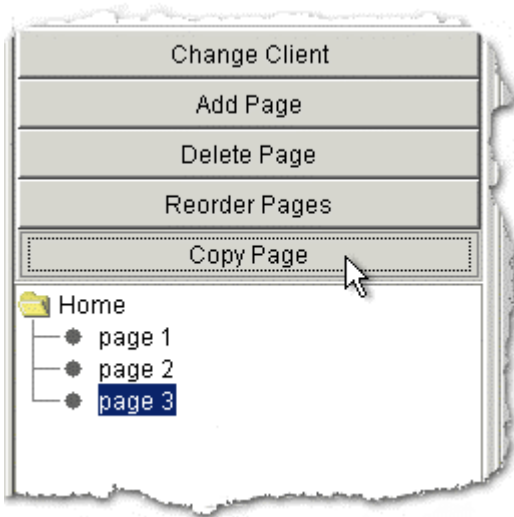 Change Client
Add Page
Delete Page
Reorder Pages
Copy Page
Home
page 1
page 2
page 3